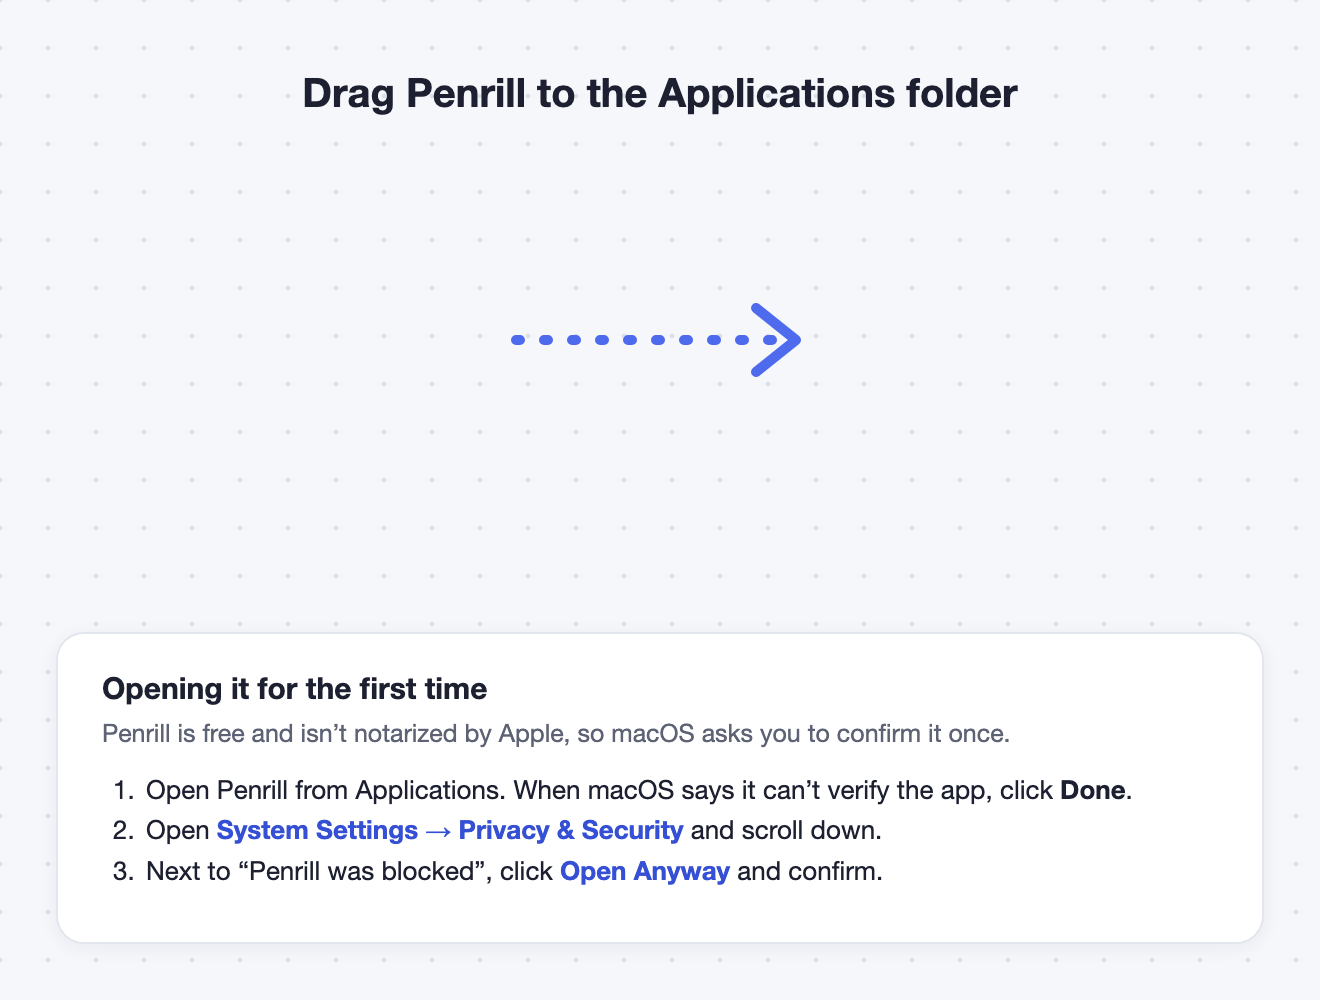 Drag Penrill to the Applications folder
Opening it for the first time
Penrill is free and isn’t notarized by Apple, so macOS asks you to confirm it once.
1. Open Penrill from Applications. When macOS says it can’t verify the app, click Done.
2. Open System Settings → Privacy & Security and scroll down.
3. Next to “Penrill was blocked”, click Open Anyway and confirm.